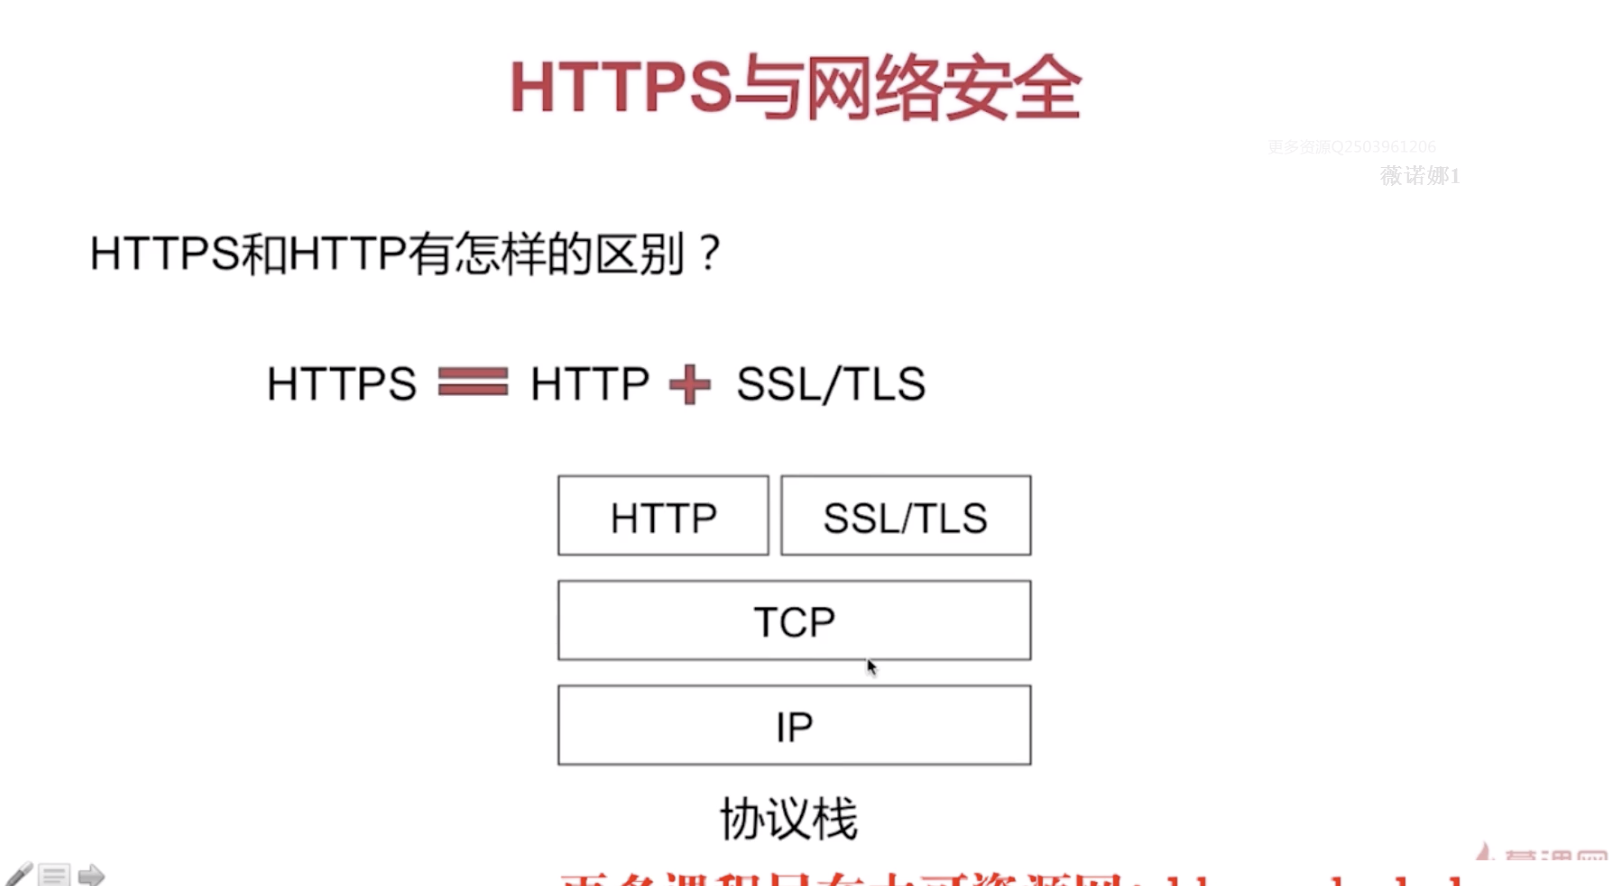 HTTPS与网络安全
更多资源Q2503961206
薇诺娜1
HTTPS和HTTP有怎样的区别？
HTTPS = HTTP + SSL/TLS
HTTP SSL/TLS
TCP
IP
协议栈
慕课网